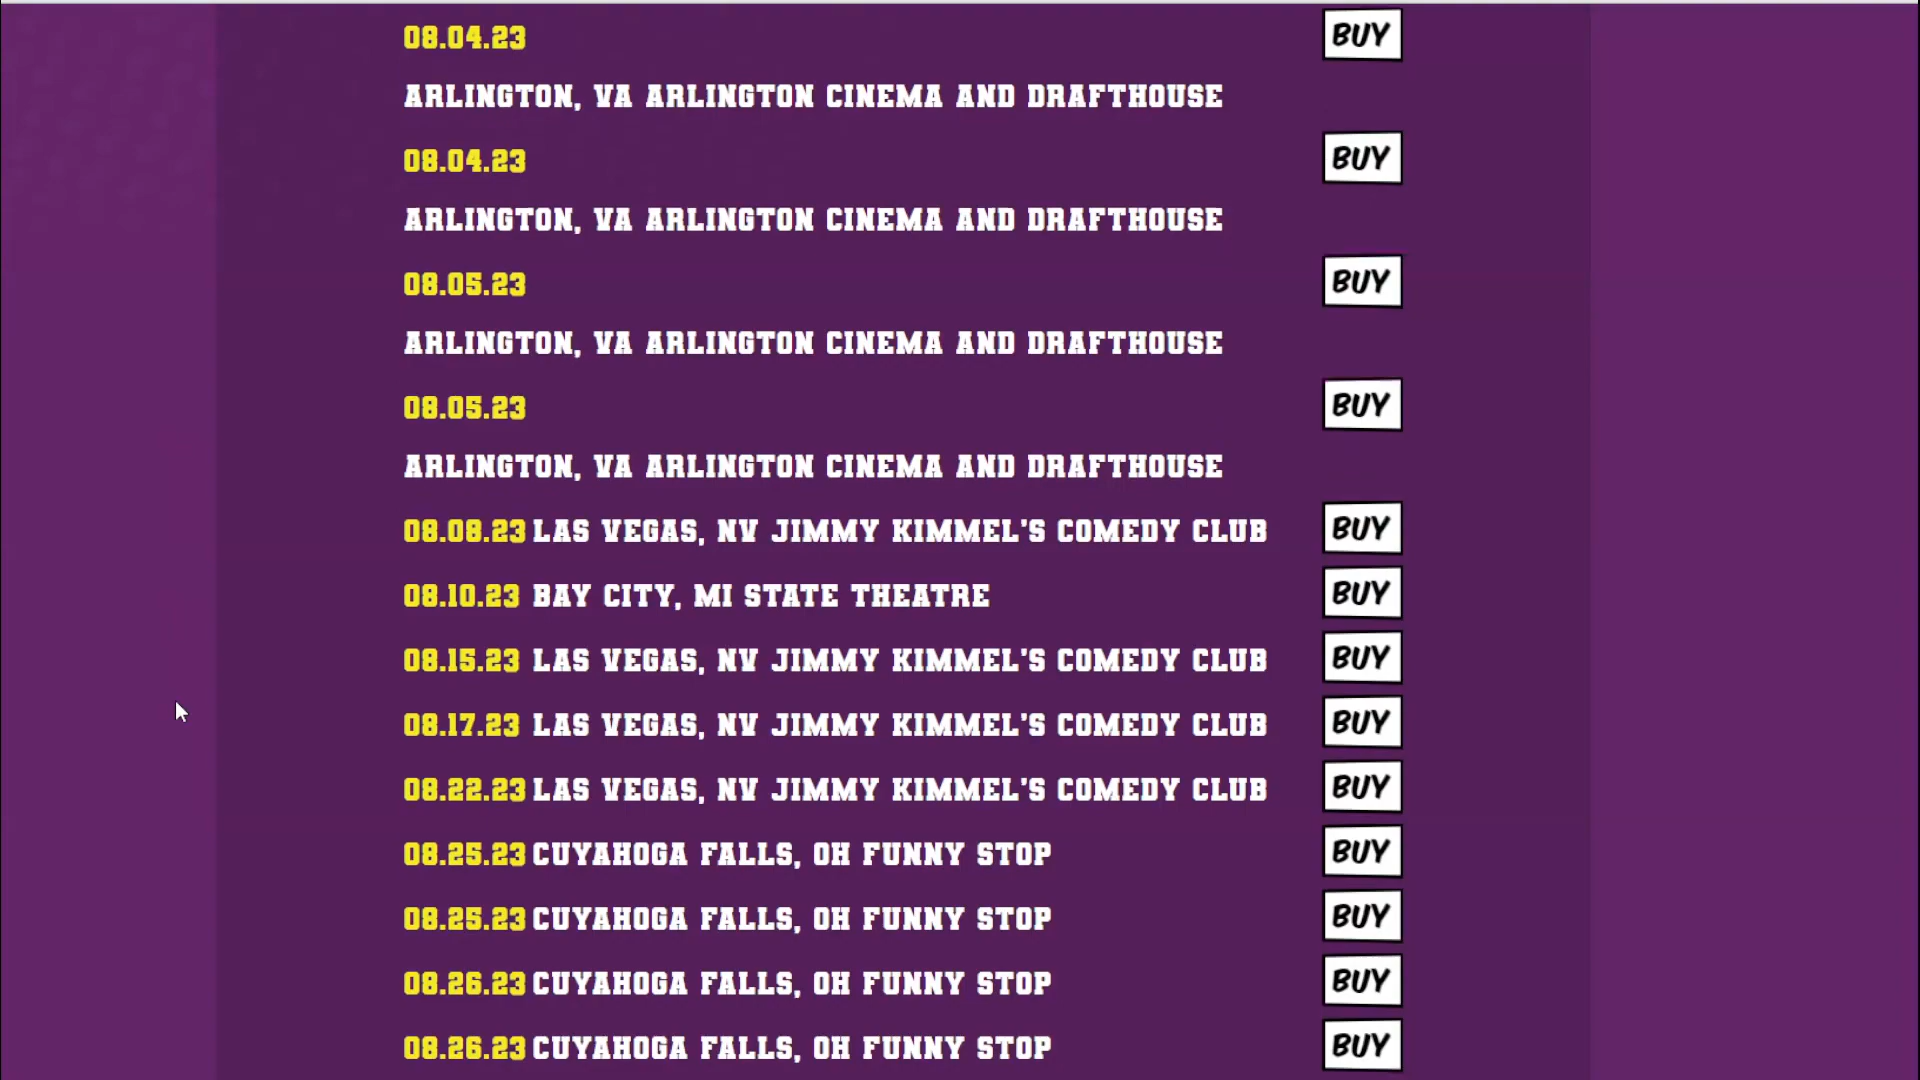 08.04.23 BUY
ARLINGTON, VA ARLINGTON CINEMA AND DRAFTHOUSE
08.04.23 BUY
ARLINGTON, VA ARLINGTON CINEMA AND DRAFTHOUSE
08.05.23 BUY
ARLINGTON, VA ARLINGTON CINEMA AND DRAFTHOUSE
08.05.23 BUY
ARLINGTON, VA ARLINGTON CINEMA AND DRAFTHOUSE
08.08.23 LAS VEGAS, NV JIMMY KIMMEL'S COMEDY CLUB BUY
08.10.23 BAY CITY, MI STATE THEATRE BUY
08.15.23 LAS VEGAS, NV JIMMY KIMMEL'S COMEDY CLUB BUY
08.17.23 LAS VEGAS, NV JIMMY KIMMEL'S COMEDY CLUB BUY
08.22.23 LAS VEGAS, NV JIMMY KIMMEL'S COMEDY CLUB BUY
08.25.23 CUYAHOGA FALLS, OH FUNNY STOP BUY
08.25.23 CUYAHOGA FALLS, OH FUNNY STOP BUY
08.26.23 CUYAHOGA FALLS, OH FUNNY STOP BUY
08.26.23 CUYAHOGA FALLS, OH FUNNY STOP BUY